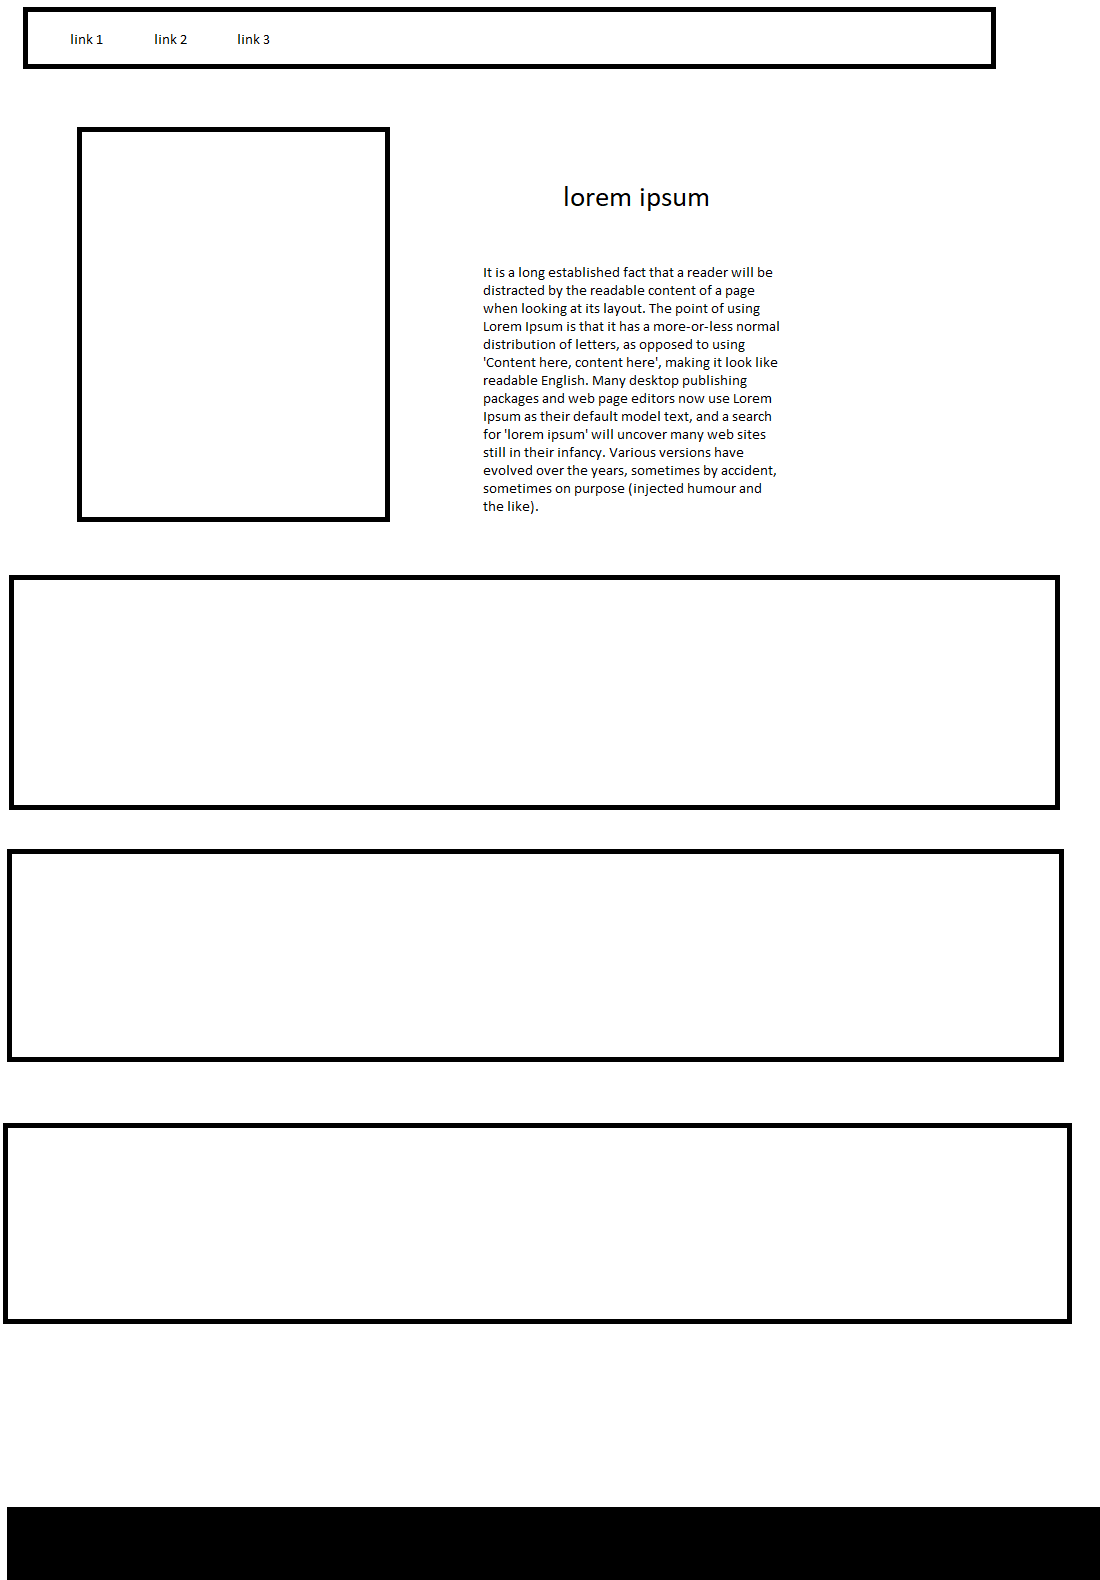 link 1 link 2 link 3
lorem ipsum
It is a long established fact that a reader will be
distracted by the readable content of a page
when looking at its layout. The point of using
Lorem Ipsum is that it has a more-or-less normal
distribution of letters, as opposed to using
'Content here, content here', making it look like
readable English. Many desktop publishing
packages and web page editors now use Lorem
Ipsum as their default model text, and a search
for 'lorem ipsum' will uncover many web sites
still in their infancy. Various versions have
evolved over the years, sometimes by accident,
sometimes on purpose (injected humour and
the like).